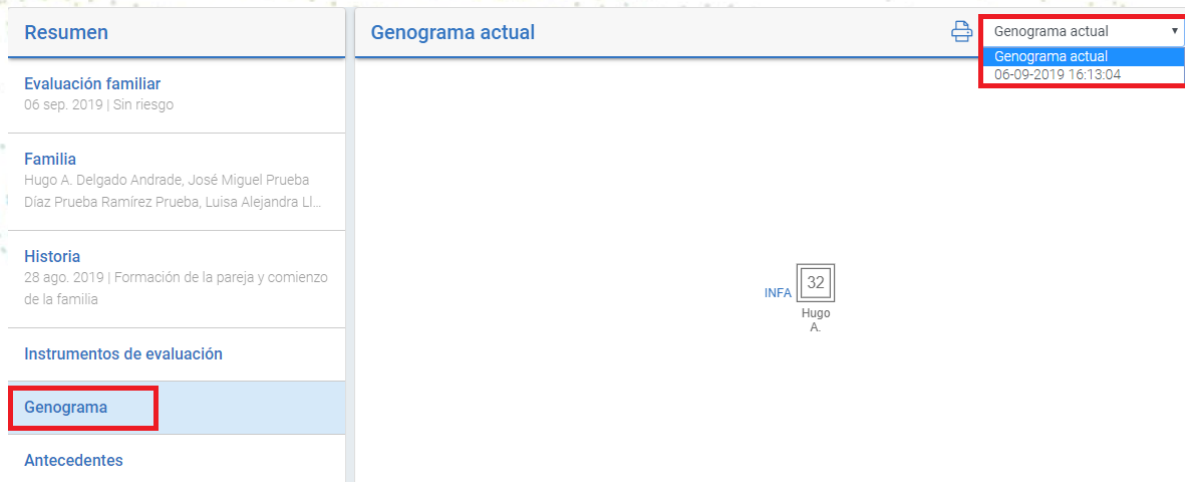 Resumen
Evaluación familiar
06 sep. 2019 | Sin riesgo
Familia
Hugo A. Delgado Andrade, José Miguel Prueba
Díaz Prueba Ramírez Prueba, Luisa Alejandra Ll...
Historia
28 ago. 2019 | Formación de la pareja y comienzo
de la familia
Instrumentos de evaluación
Genograma
Antecedentes
Genograma actual
Genograma actual
Genograma actual
06-09-2019 16:13:04
INFA 32
Hugo
A.